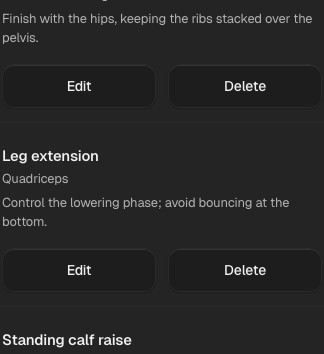 Finish with the hips, keeping the ribs stacked over the
pelvis.
Edit
Delete
Leg extension
Quadriceps
Control the lowering phase; avoid bouncing at the
bottom.
Edit
Delete
Standing calf raise